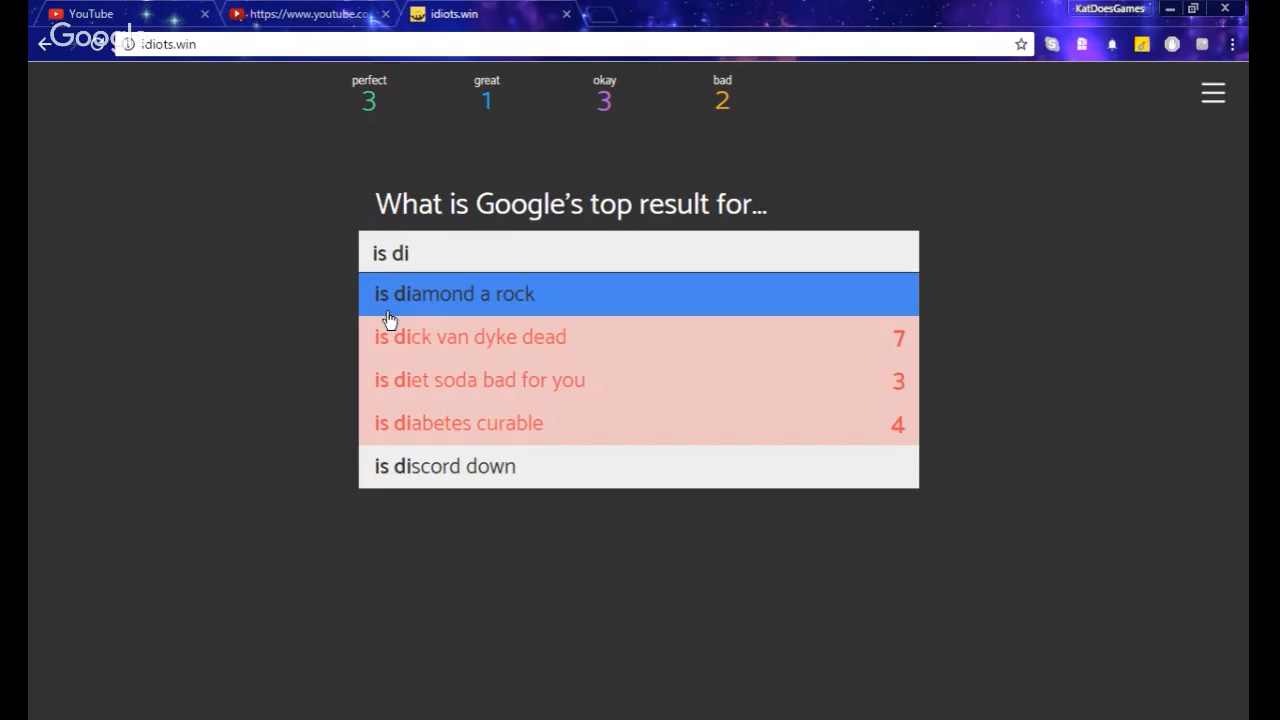 YouTube
https://www.youtube.co
idiots.win
KatDoesGames
Google
idiots.win
perfect
great
okay
bad
3
1
3
2
What is Google's top result for...
is di
is diamond a rock
is dick van dyke dead 7
is diet soda bad for you 3
is diabetes curable 4
is discord down